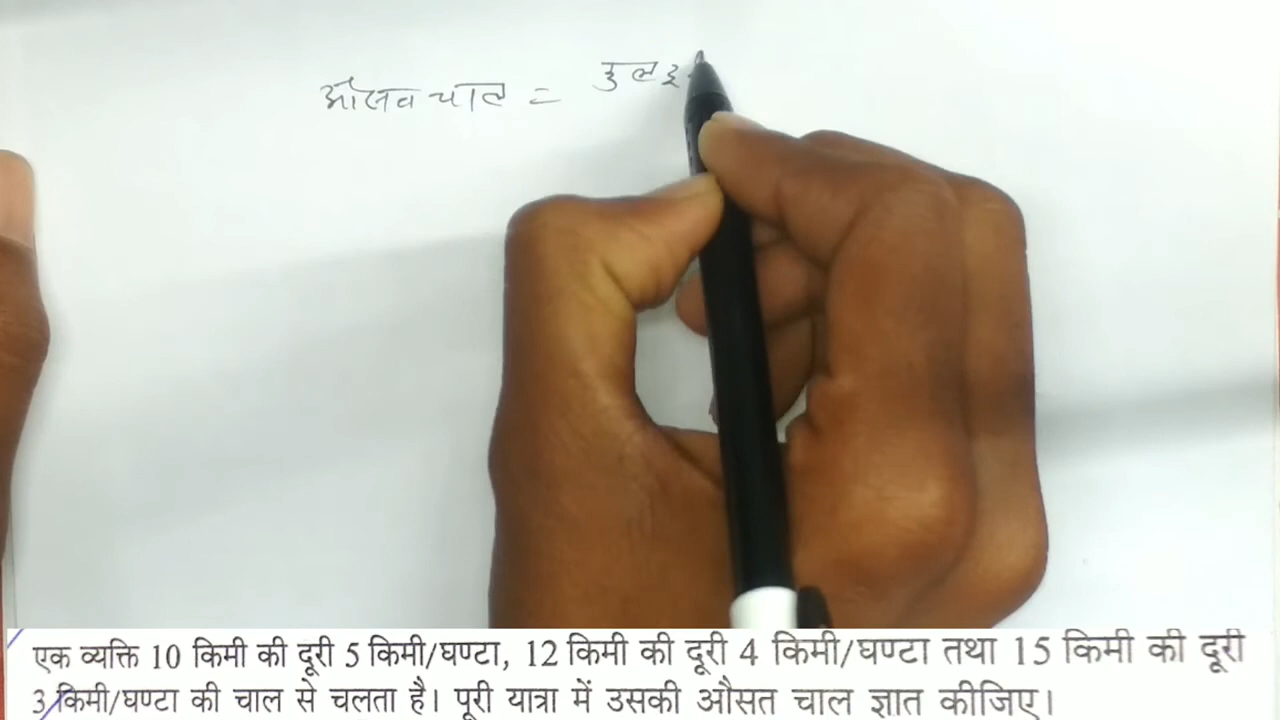 औसत चाल = कुल दू
एक व्यक्ति 10 किमी की दूरी 5 किमी/घण्टा, 12 किमी की दूरी 4 किमी/घण्टा तथा 15 किमी की दूरी
3 किमी/घण्टा की चाल से चलता है। पूरी यात्रा में उसकी औसत चाल ज्ञात कीजिए।